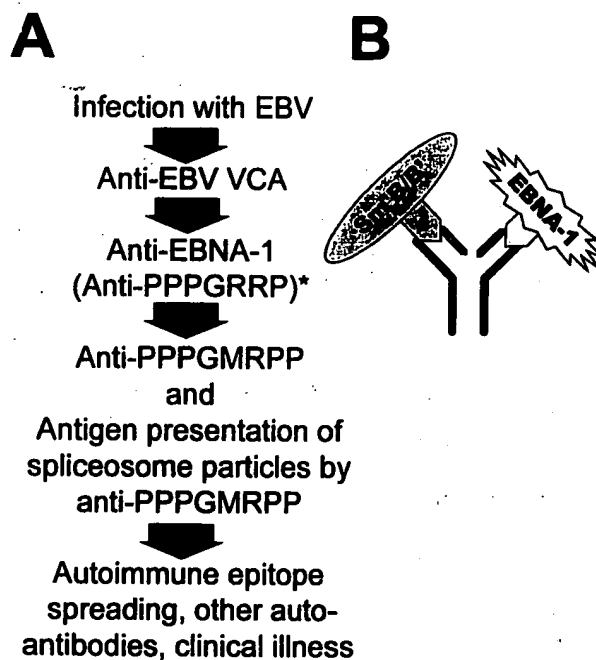 A
B
Infection with EBV
Anti-EBV VCA
Anti-EBNA-1
(Anti-PPPGRRP)*
Anti-PPPGMRPP
and
Antigen presentation of
spliceosome particles by
anti-PPPGMRPP
Autoimmune epitope
spreading, other auto-
antibodies, clinical illness
Sm-B/B'
EBNA-1